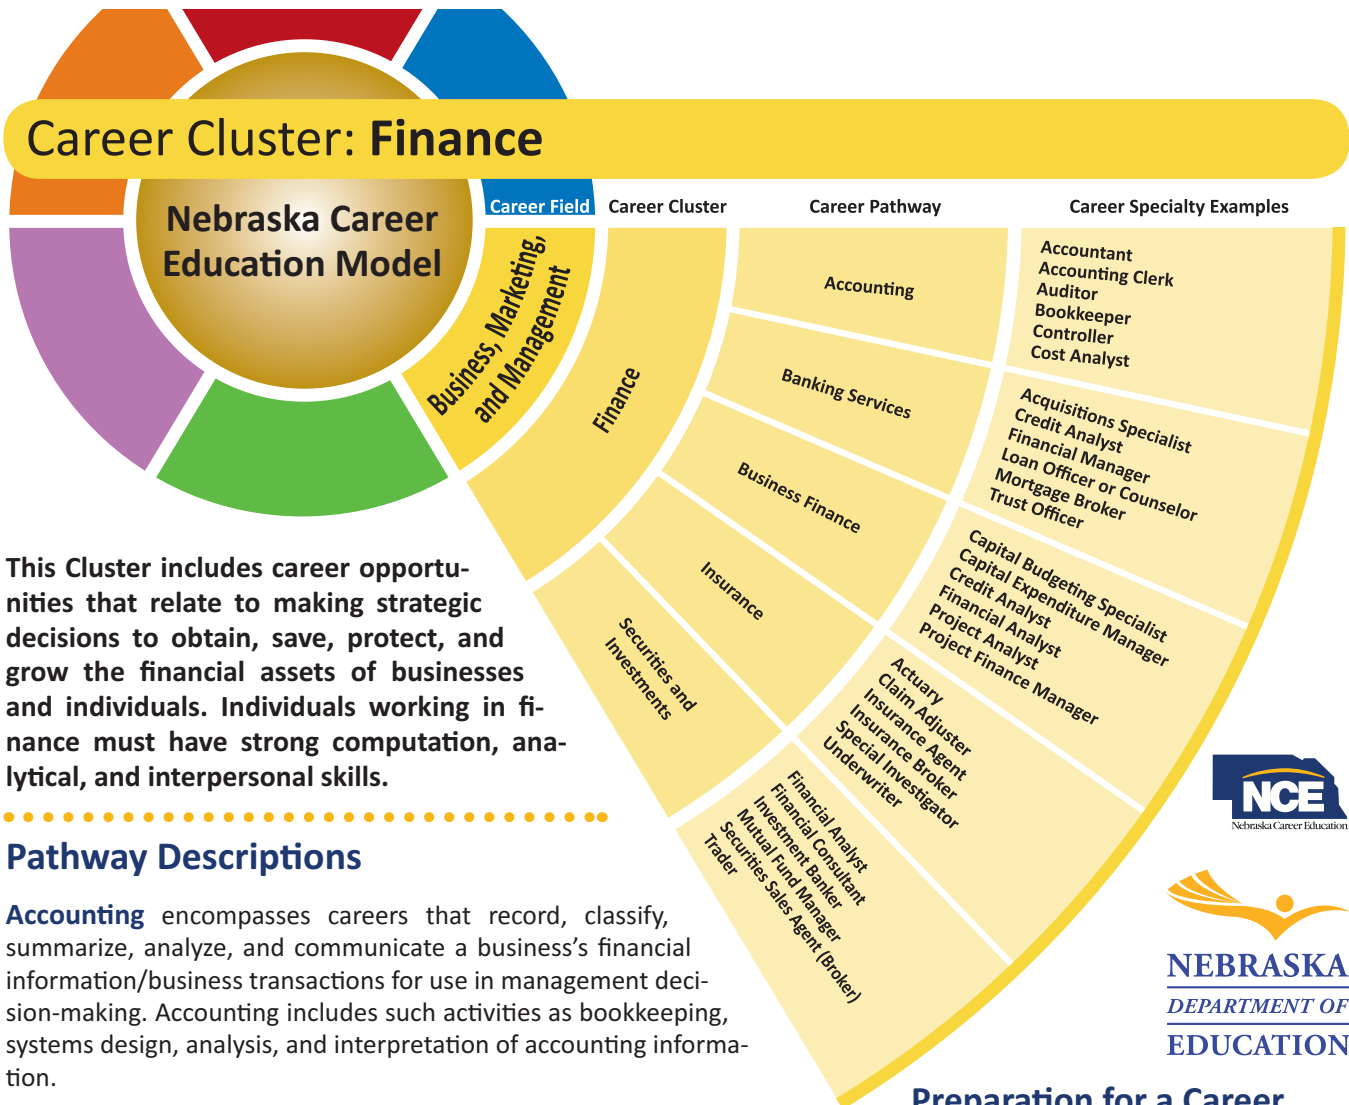 Career Cluster: Finance
Nebraska Career
Education Model
Career Field
Career Cluster
Career Pathway
Career Specialty Examples
Business, Marketing,
and Management
Finance
Accounting
Accountant
Accounting Clerk
Auditor
Bookkeeper
Controller
Cost Analyst
Banking Services
Acquisitions Specialist
Credit Analyst
Financial Manager
Loan Officer or Counselor
Mortgage Broker
Trust Officer
Business Finance
Capital Budgeting Specialist
Capital Expenditure Manager
Credit Analyst
Financial Analyst
Project Analyst
Project Finance Manager
Insurance
Actuary
Claim Adjuster
Insurance Agent
Insurance Broker
Special Investigator
Underwriter
Securities and
Investments
Financial Analyst
Financial Consultant
Investment Banker
Mutual Fund Manager
Securities Sales Agent (Broker)
Trader
This Cluster includes career opportu-
nities that relate to making strategic
decisions to obtain, save, protect, and
grow the financial assets of businesses
and individuals. Individuals working in fi-
nance must have strong computation, ana-
lytical, and interpersonal skills.
Pathway Descriptions
Accounting encompasses careers that record, classify,
summarize, analyze, and communicate a business's financial
information/business transactions for use in management deci-
sion-making. Accounting includes such activities as bookkeeping,
systems design, analysis, and interpretation of accounting informa-
tion.
NCE
Nebraska Career Education
NEBRASKA
DEPARTMENT OF
EDUCATION
Preparation for a Career